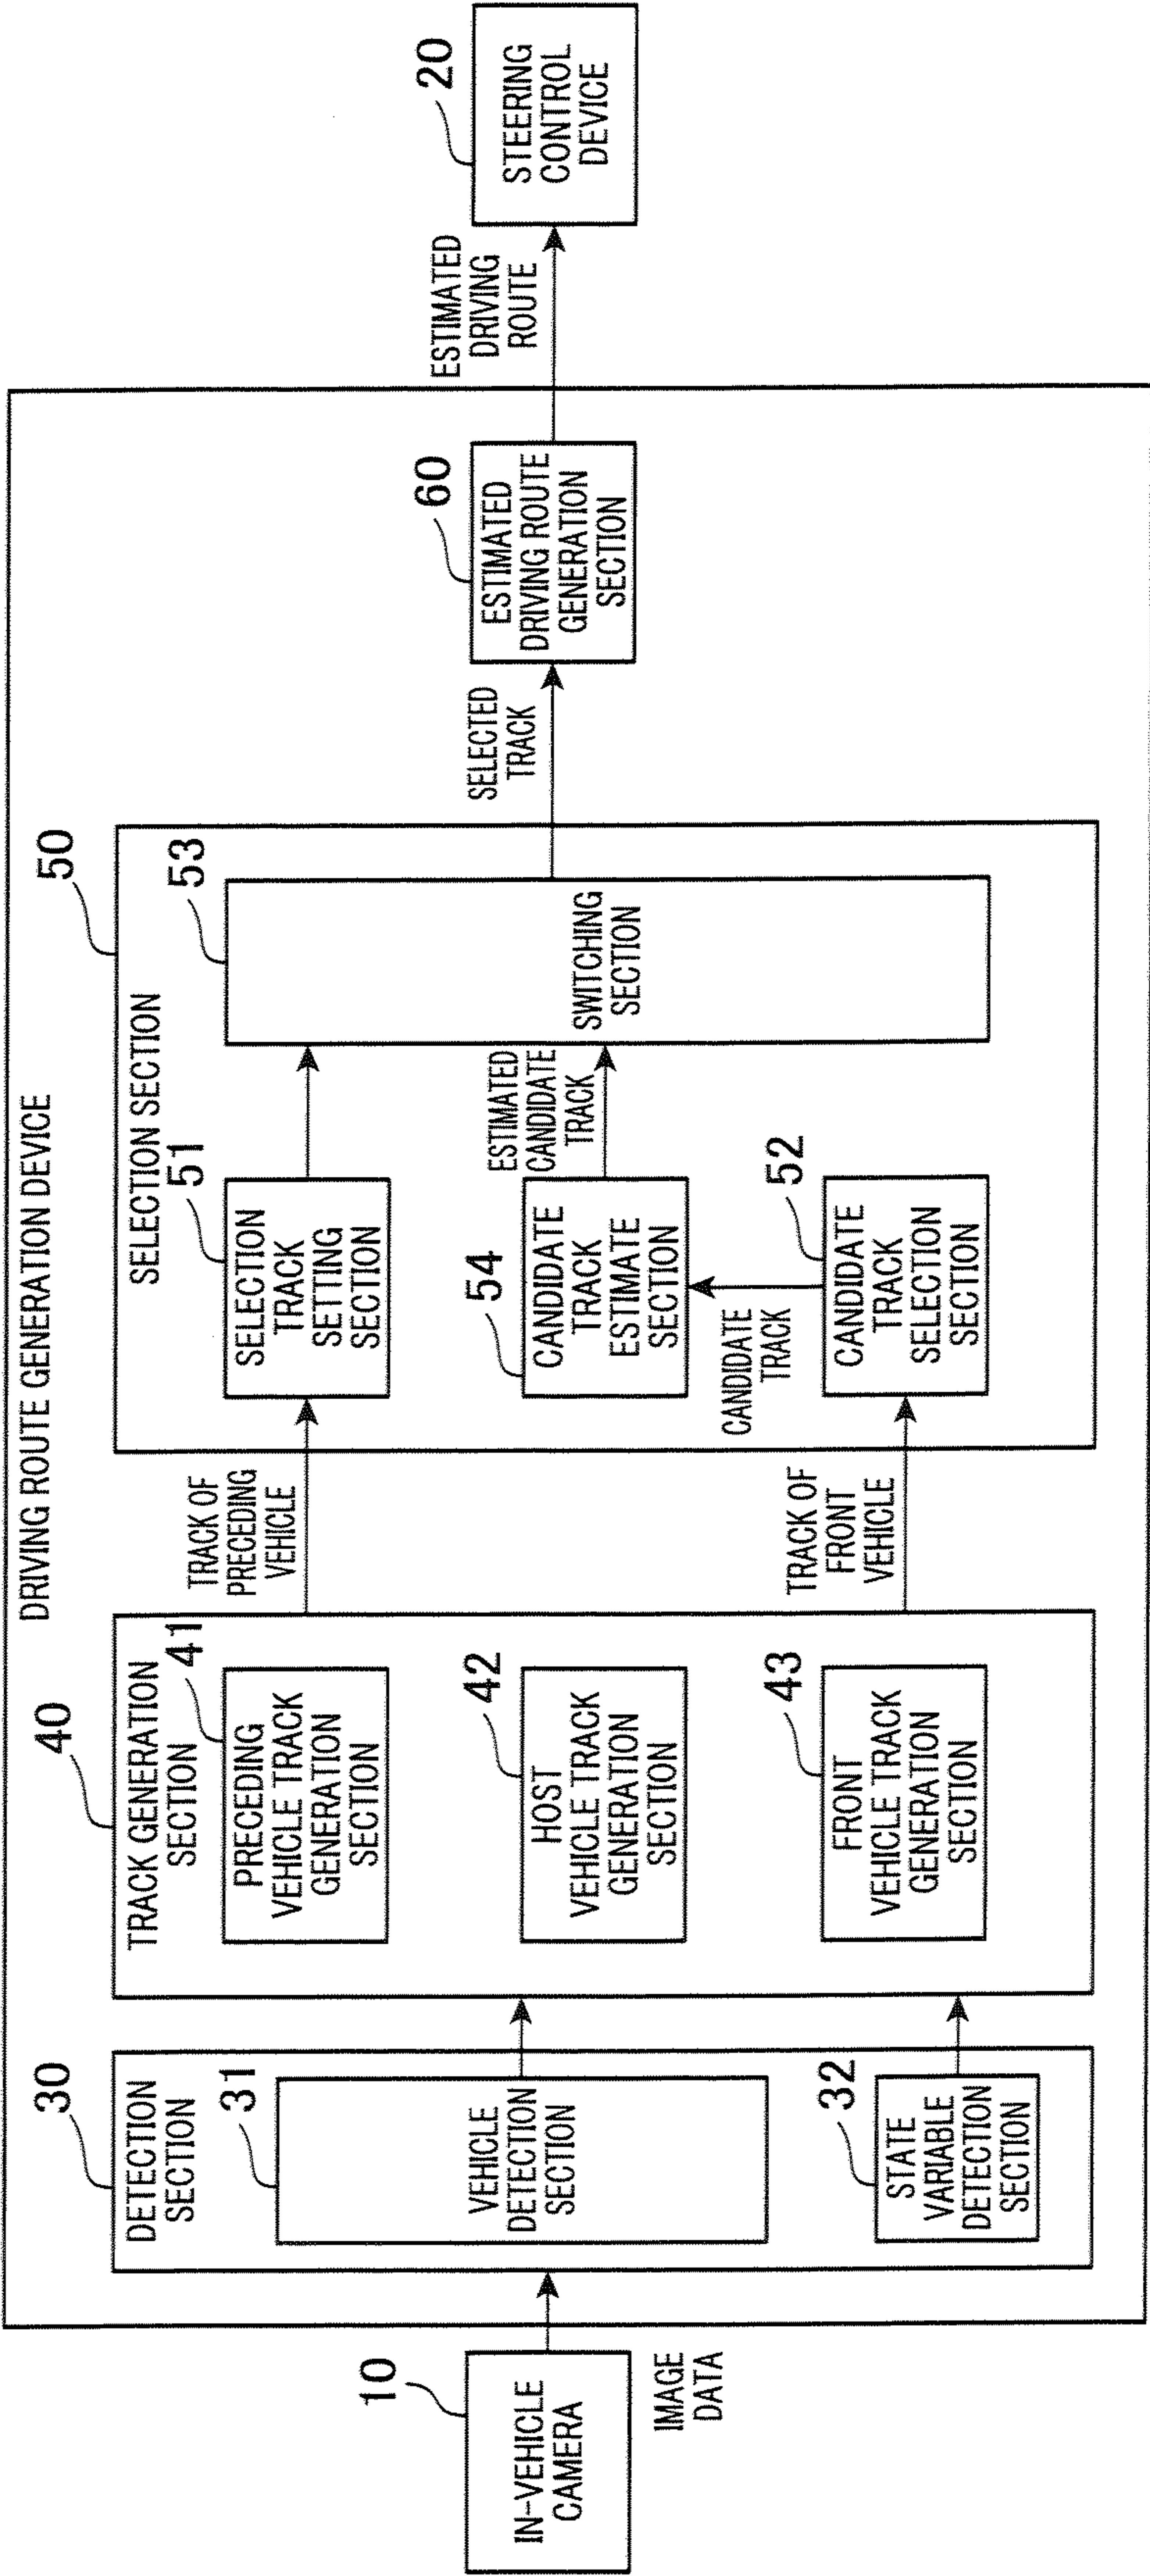 DRIVING ROUTE GENERATION DEVICE
10
IN-VEHICLE
CAMERA
IMAGE
DATA
30
DETECTION
SECTION
31
VEHICLE
DETECTION
SECTION
32
STATE
VARIABLE
DETECTION
SECTION
40
TRACK GENERATION
SECTION
41
PRECEDING
VEHICLE TRACK
GENERATION
SECTION
42
HOST
VEHICLE TRACK
GENERATION
SECTION
43
FRONT
VEHICLE TRACK
GENERATION
SECTION
TRACK OF
PRECEDING
VEHICLE
TRACK OF
FRONT
VEHICLE
50
SELECTION SECTION
51
SELECTION
TRACK
SETTING
SECTION
54
CANDIDATE
TRACK
ESTIMATE
SECTION
CANDIDATE
TRACK
52
CANDIDATE
TRACK
SELECTION
SECTION
ESTIMATED
CANDIDATE
TRACK
53
SWITCHING
SECTION
SELECTED
TRACK
60
ESTIMATED
DRIVING ROUTE
GENERATION
SECTION
ESTIMATED
DRIVING
ROUTE
20
STEERING
CONTROL
DEVICE